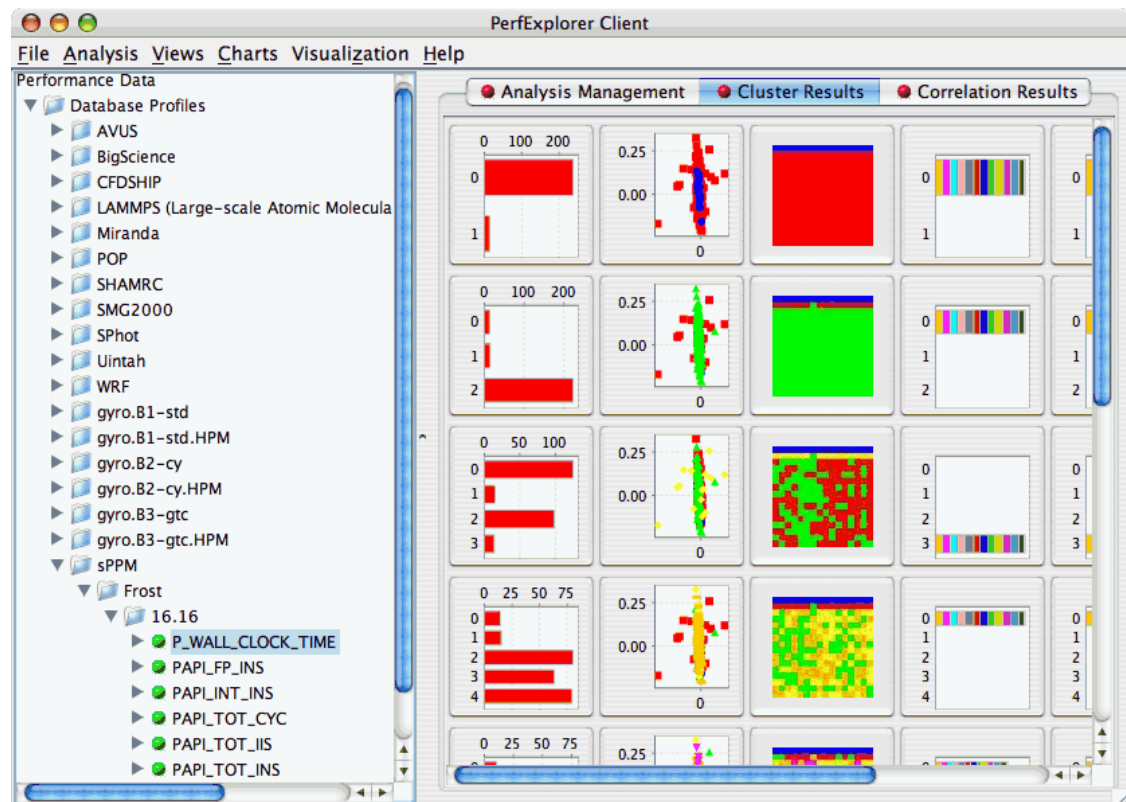 PerfExplorer Client
File Analysis Views Charts Visualization Help
Performance Data
Database Profiles
AVUS
BigScience
CFDSHIP
LAMMPS (Large-scale Atomic Molecula
Miranda
POP
SHAMRC
SMG2000
SPhot
Uintah
WRF
gyro.B1-std
gyro.B1-std.HPM
gyro.B2-cy
gyro.B2-cy.HPM
gyro.B3-gtc
gyro.B3-gtc.HPM
sPPM
Frost
16.16
P_WALL_CLOCK_TIME
PAPI_FP_INS
PAPI_INT_INS
PAPI_TOT_CYC
PAPI_TOT_IIS
PAPI_TOT_INS
Analysis Management Cluster Results Correlation Results
0 100 200
0
1
0.25
0.00
0
0
1
0
1
0 100 200
0
1
2
0.25
0.00
0
0
1
2
0
1
2
0 50 100
0
1
2
3
0.25
0.00
0
0
1
2
3
0
1
2
3
0 25 50 75
0
1
2
3
4
0.25
0.00
0
0
1
2
3
4
0
1
2
3
4
0 25 50 75
0.25